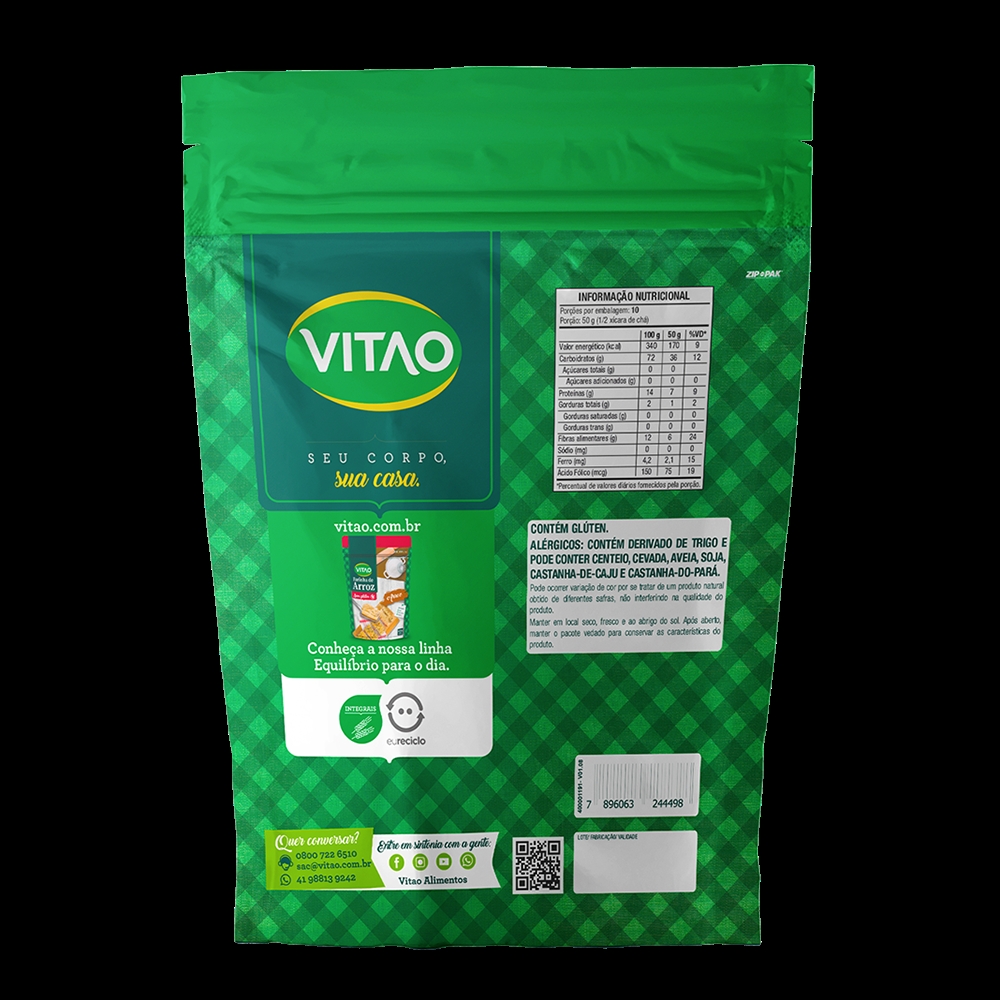 VITAO
SEU CORPO,
sua casa.
vitao.com.br
VITAO
Farinha de
Arroz
Conheça a nossa linha
Equilíbrio para o dia.
INTEGRAIS
eureciclo
Quer conversar?
0800 722 6510
sac@vitao.com.br
41 98813 9242
Entre em sintonia com a gente:
Vitao Alimentos
ZIP-PAK
INFORMAÇÃO NUTRICIONAL
Porções por embalagem: 10
Porção: 50 g (1/2 xícara de chá)
100 g 50 g %VD*
Valor energético (kcal) 340 170 9
Carboidratos (g) 72 36 12
Açúcares totais (g) 0 0
Açúcares adicionados (g) 0 0 0
Proteínas (g) 14 7 9
Gorduras totais (g) 2 1 2
Gorduras saturadas (g) 0 0 0
Gorduras trans (g) 0 0 0
Fibras alimentares (g) 12 6 24
Sódio (mg) 0 0 0
Ferro (mg) 4,2 2,1 15
Ácido Fólico (mcg) 150 75 19
*Percentual de valores diários fornecidos pela porção.
CONTÉM GLÚTEN.
ALÉRGICOS: CONTÉM DERIVADO DE TRIGO E
PODE CONTER CENTEIO, CEVADA, AVEIA, SOJA,
CASTANHA-DE-CAJU E CASTANHA-DO-PARÁ.
Pode ocorrer variação de cor por se tratar de um produto natural
obtido de diferentes safras, não interferindo na qualidade do
produto.
Manter em local seco, fresco e ao abrigo do sol. Após aberto,
manter o pacote vedado para conservar as características do
produto.
400001191- V01.08
7 896063 244498
LOTE/ FABRICAÇÃO/ VALIDADE